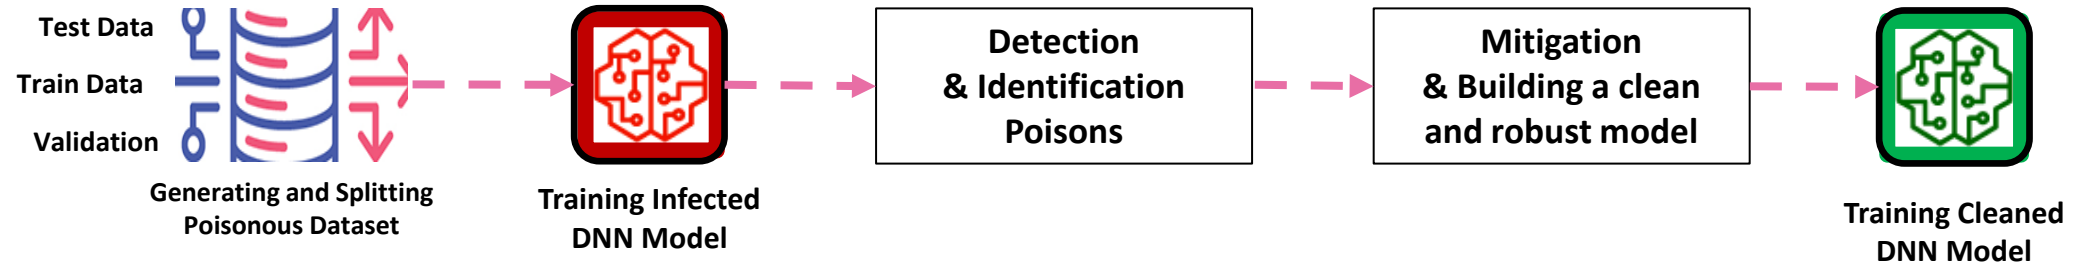 Test Data
Train Data
Validation
Generating and Splitting
Poisonous Dataset
Training Infected
DNN Model
Detection
& Identification
Poisons
Mitigation
& Building a clean
and robust model
Training Cleaned
DNN Model